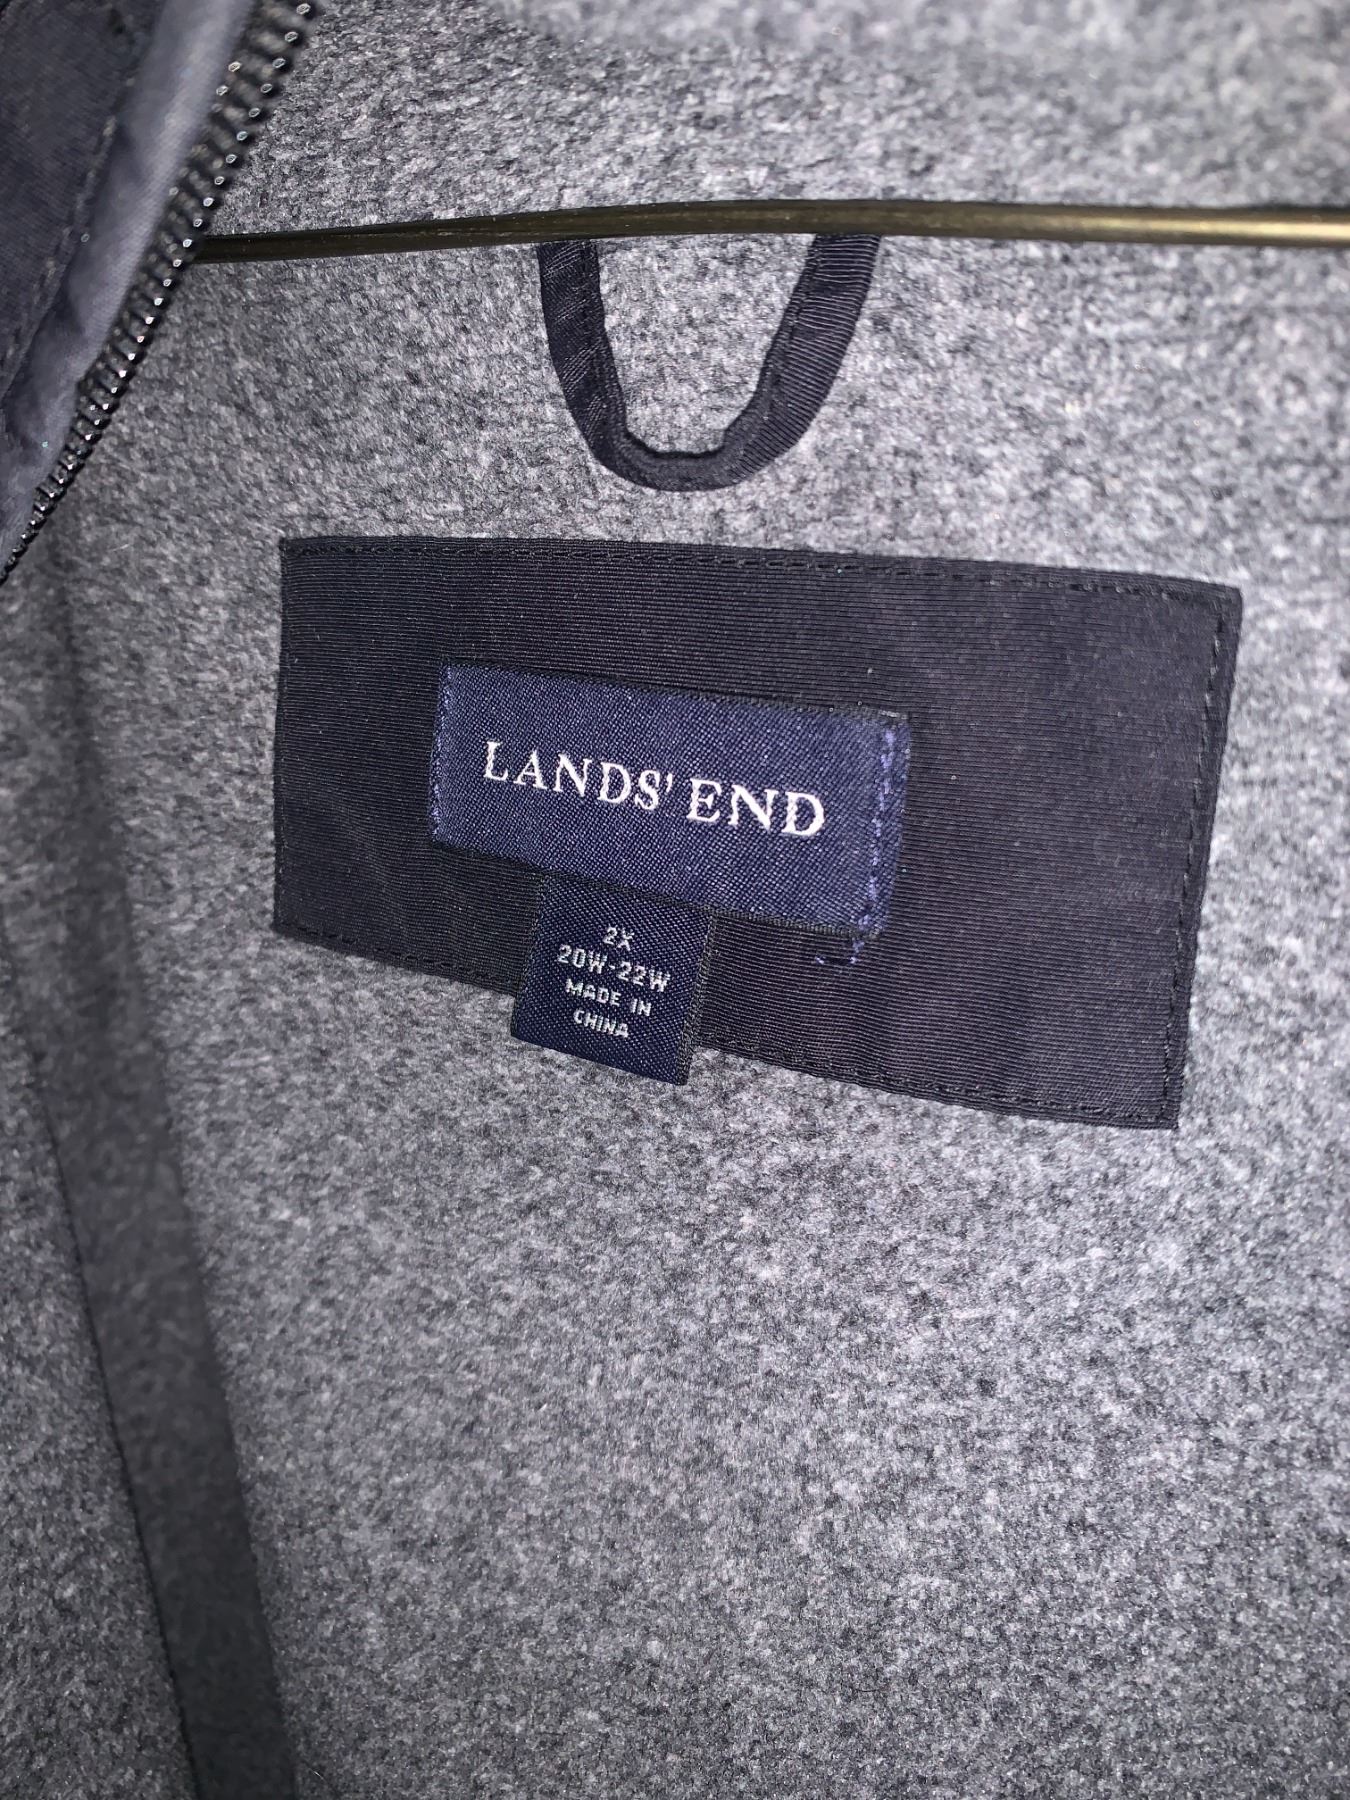 LANDS' END
2X
20W-22W
MADE IN
CHINA